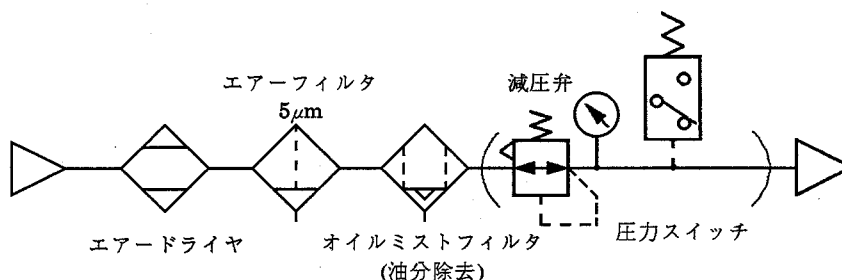 エアーフィルタ
5μm
減圧弁
エアードライヤ
オイルミストフィルタ
(油分除去)
圧力スイッチ